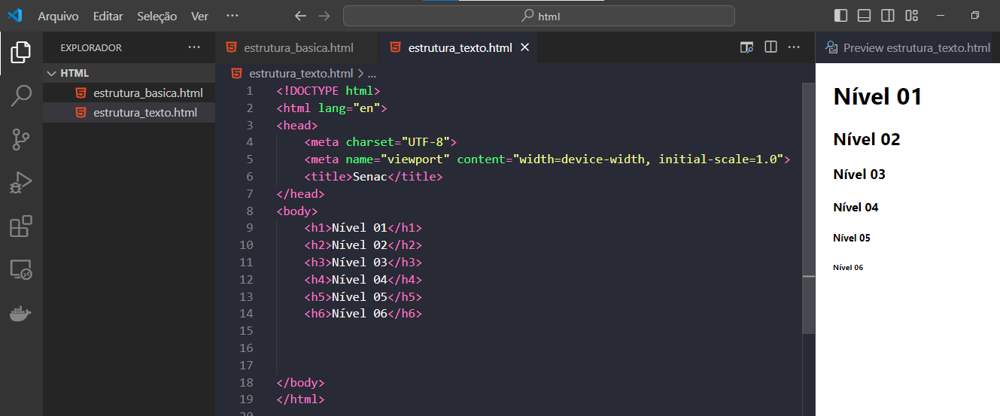 Arquivo Editar Seleção Ver ··· html
EXPLORADOR ···
HTML
estrutura_basica.html
estrutura_texto.html
estrutura_basica.html estrutura_texto.html
estrutura_texto.html > ...
1 <!DOCTYPE html>
2 <html lang="en">
3 <head>
4 <meta charset="UTF-8">
5 <meta name="viewport" content="width=device-width, initial-scale=1.0">
6 <title>Senac</title>
7 </head>
8 <body>
9 <h1>Nível 01</h1>
10 <h2>Nível 02</h2>
11 <h3>Nível 03</h3>
12 <h4>Nível 04</h4>
13 <h5>Nível 05</h5>
14 <h6>Nível 06</h6>
15
16
17
18 </body>
19 </html>
20
Preview estrutura_texto.html
Nível 01
Nível 02
Nível 03
Nível 04
Nível 05
Nível 06